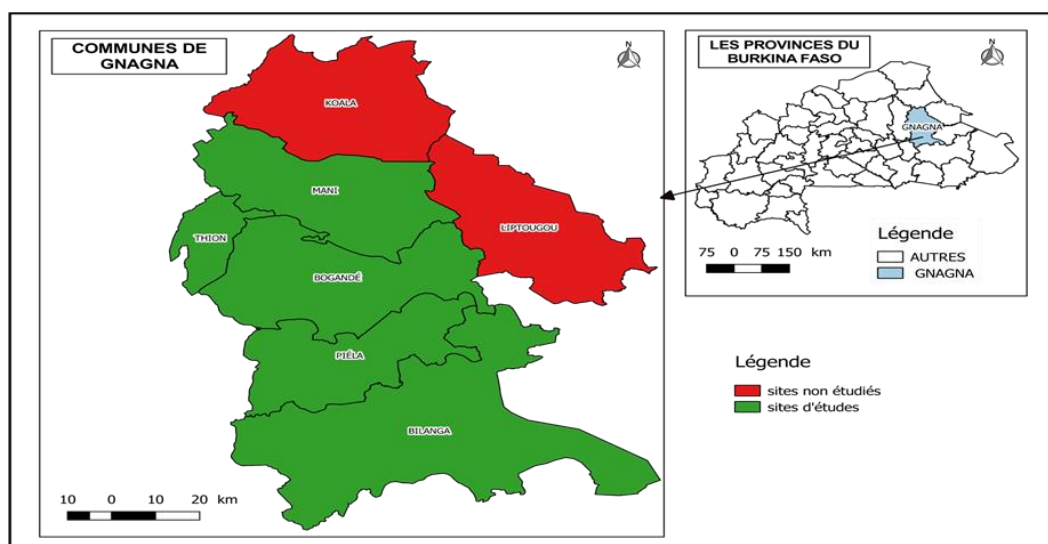 COMMUNES DE
GNAGNA
N
KOALA
MANI
LIPTOUGOU
THION
BOGANDÉ
PIÉLA
BILANGA
10 0 10 20 km
LES PROVINCES DU
BURKINA FASO
N
GNAGNA
Légende
AUTRES
GNAGNA
75 0 75 150 km
Légende
sites non étudiés
sites d'études